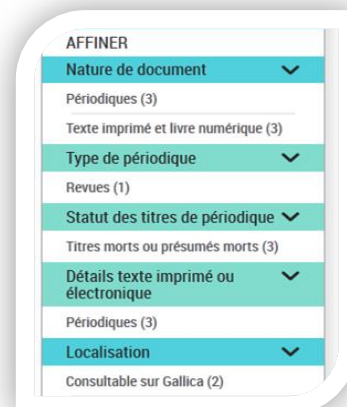 AFFINER
Nature de document
Périodiques (3)
Texte imprimé et livre numérique (3)
Type de périodique
Revues (1)
Statut des titres de périodique
Titres morts ou présumés morts (3)
Détails texte imprimé ou
électronique
Périodiques (3)
Localisation
Consultable sur Gallica (2)